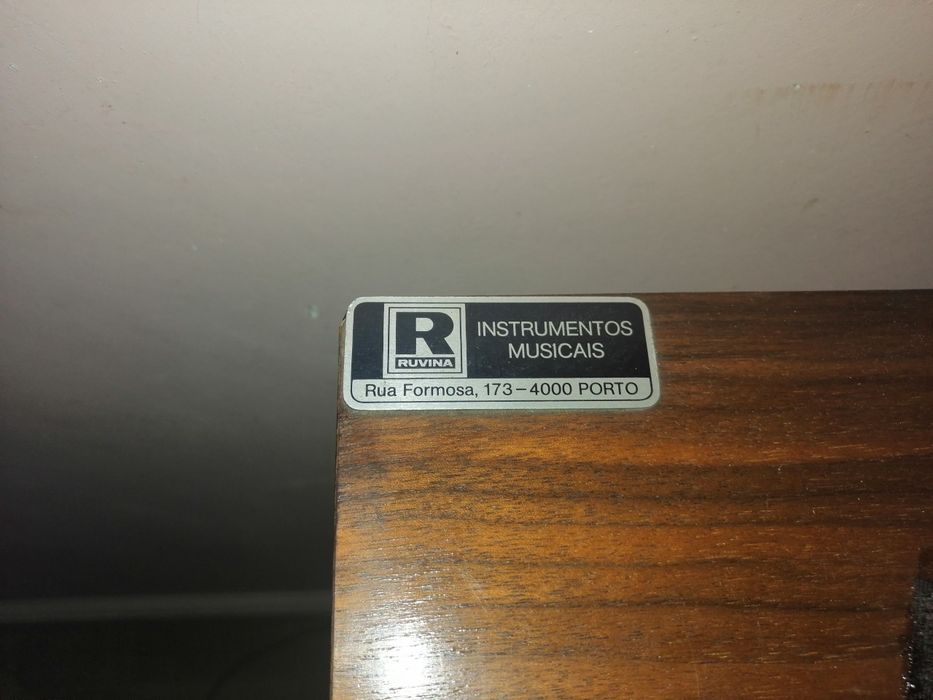 R
RUVINA
INSTRUMENTOS
MUSICAIS
Rua Formosa, 173-4000 PORTO